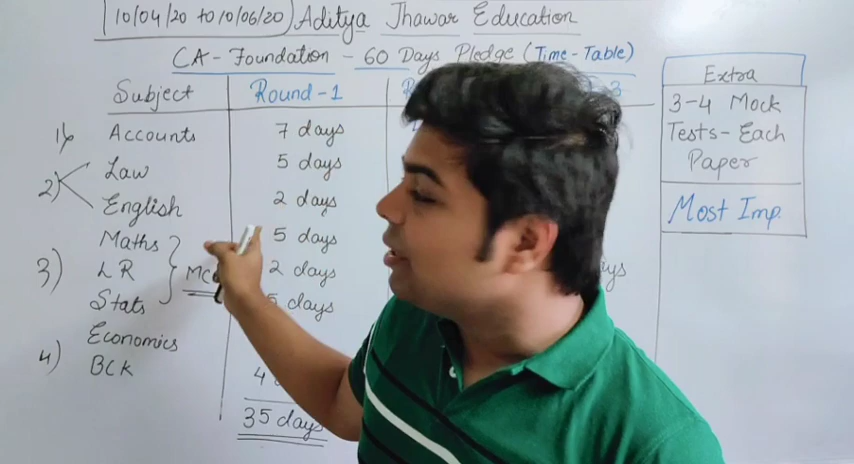 10/04/20 to 10/06/20 Aditya Jhawar Education
CA - Foundation - 60 Days Pledge (Time - Table)
Subject Round - 1 3
1) Accounts 7 days
2) Law 5 days
English 2 days
Maths 5 days
3) LR 2 days
Stats 5 days
Economics
4) BCK 4
35 days
Extra
3-4 Mock
Tests - Each
Paper
Most Imp.